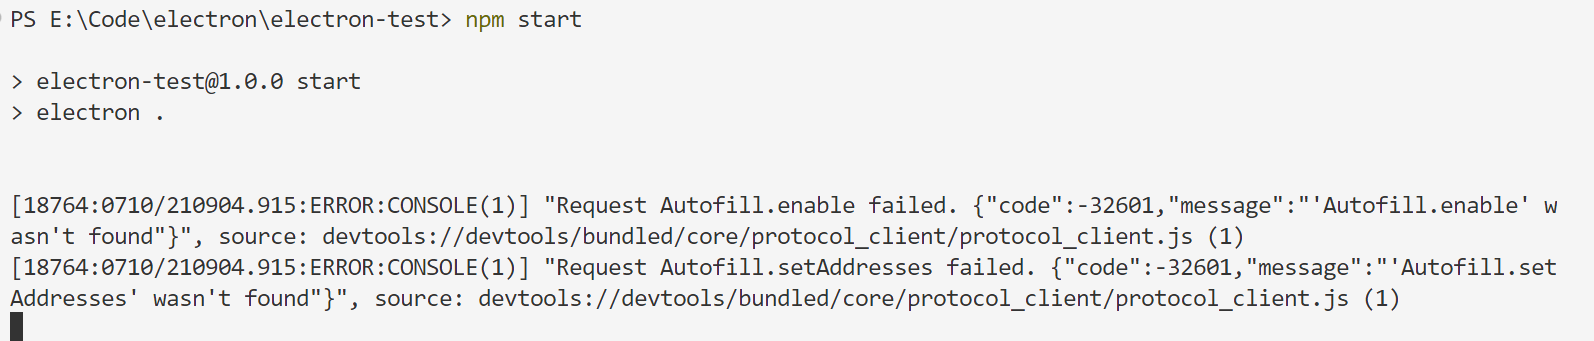 PS E:\Code\electron\electron-test> npm start
> electron-test@1.0.0 start
> electron .
[18764:0710/210904.915:ERROR:CONSOLE(1)] "Request Autofill.enable failed. {"code":-32601,"message":"'Autofill.enable' w
asn't found"}", source: devtools://devtools/bundled/core/protocol_client/protocol_client.js (1)
[18764:0710/210904.915:ERROR:CONSOLE(1)] "Request Autofill.setAddresses failed. {"code":-32601,"message":"'Autofill.set
Addresses' wasn't found"}", source: devtools://devtools/bundled/core/protocol_client/protocol_client.js (1)